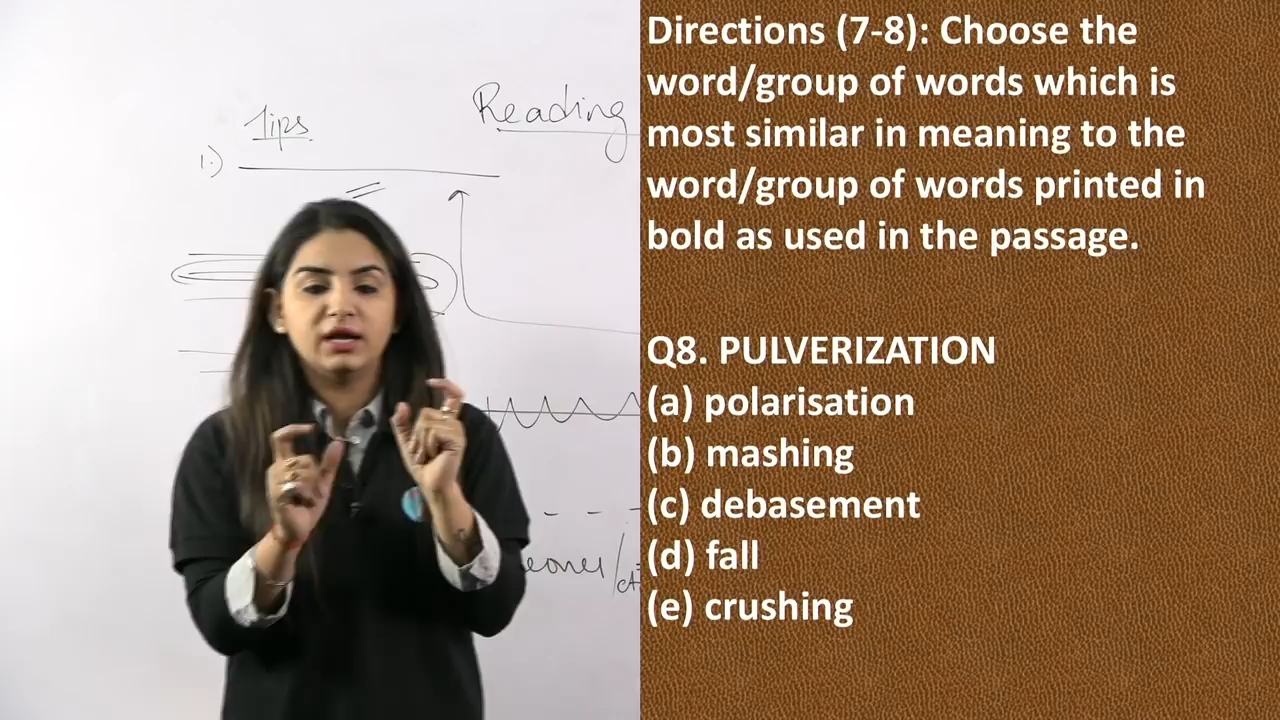 Tips
1.)
Reading
Directions (7-8): Choose the
word/group of words which is
most similar in meaning to the
word/group of words printed in
bold as used in the passage.
Q8. PULVERIZATION
(a) polarisation
(b) mashing
(c) debasement
(d) fall
(e) crushing